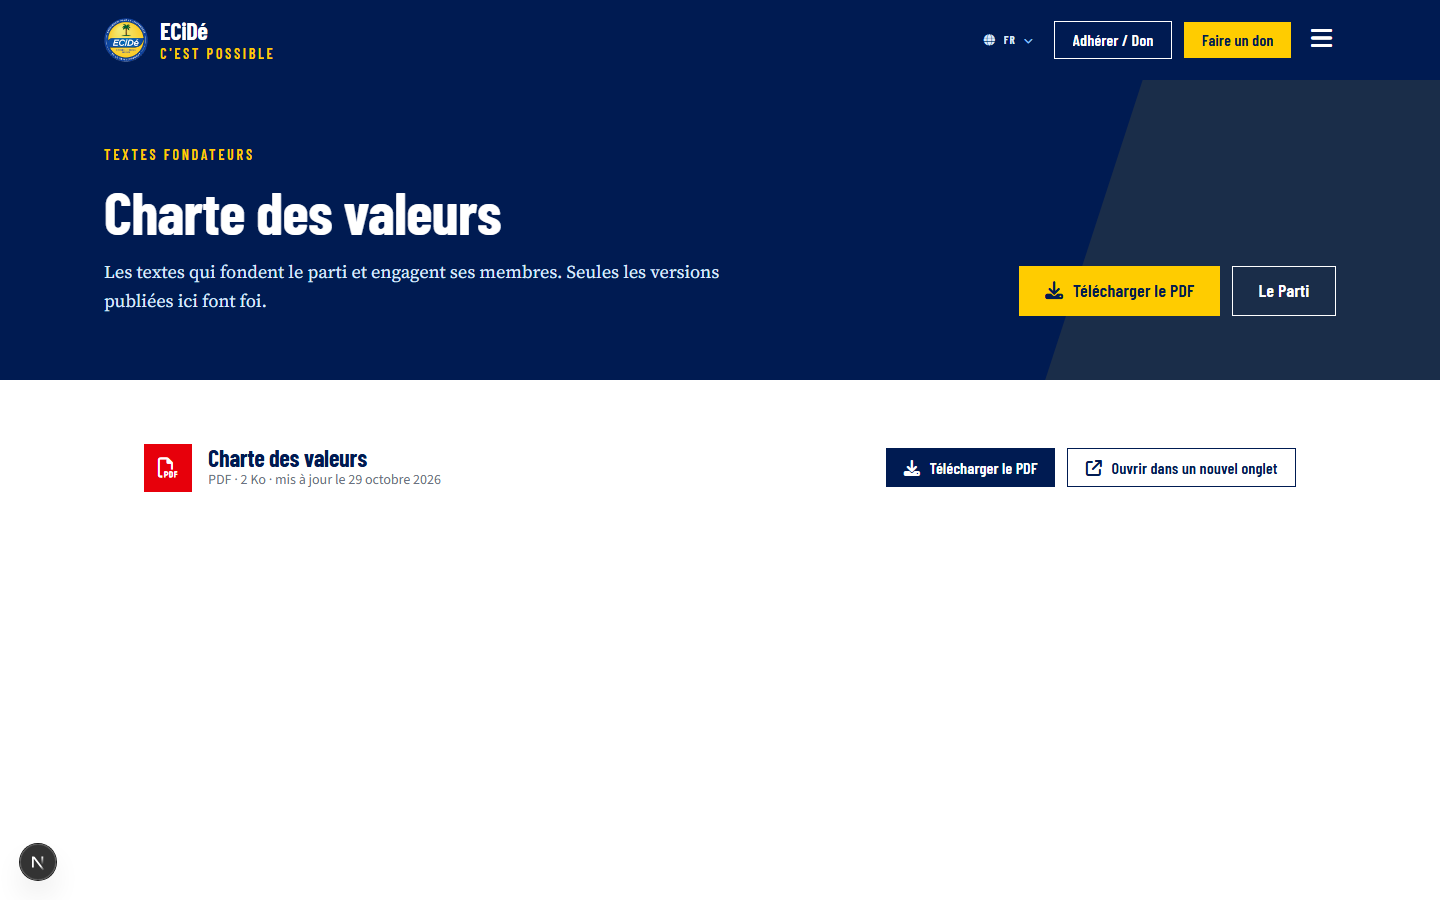 ECiDé
C'EST POSSIBLE
ECiDé
FR
Adhérer / Don
Faire un don
TEXTES FONDATEURS
Charte des valeurs
Les textes qui fondent le parti et engagent ses membres. Seules les versions
publiées ici font foi.
Télécharger le PDF
Le Parti
PDF
Charte des valeurs
PDF · 2 Ko · mis à jour le 29 octobre 2026
Télécharger le PDF
Ouvrir dans un nouvel onglet
N